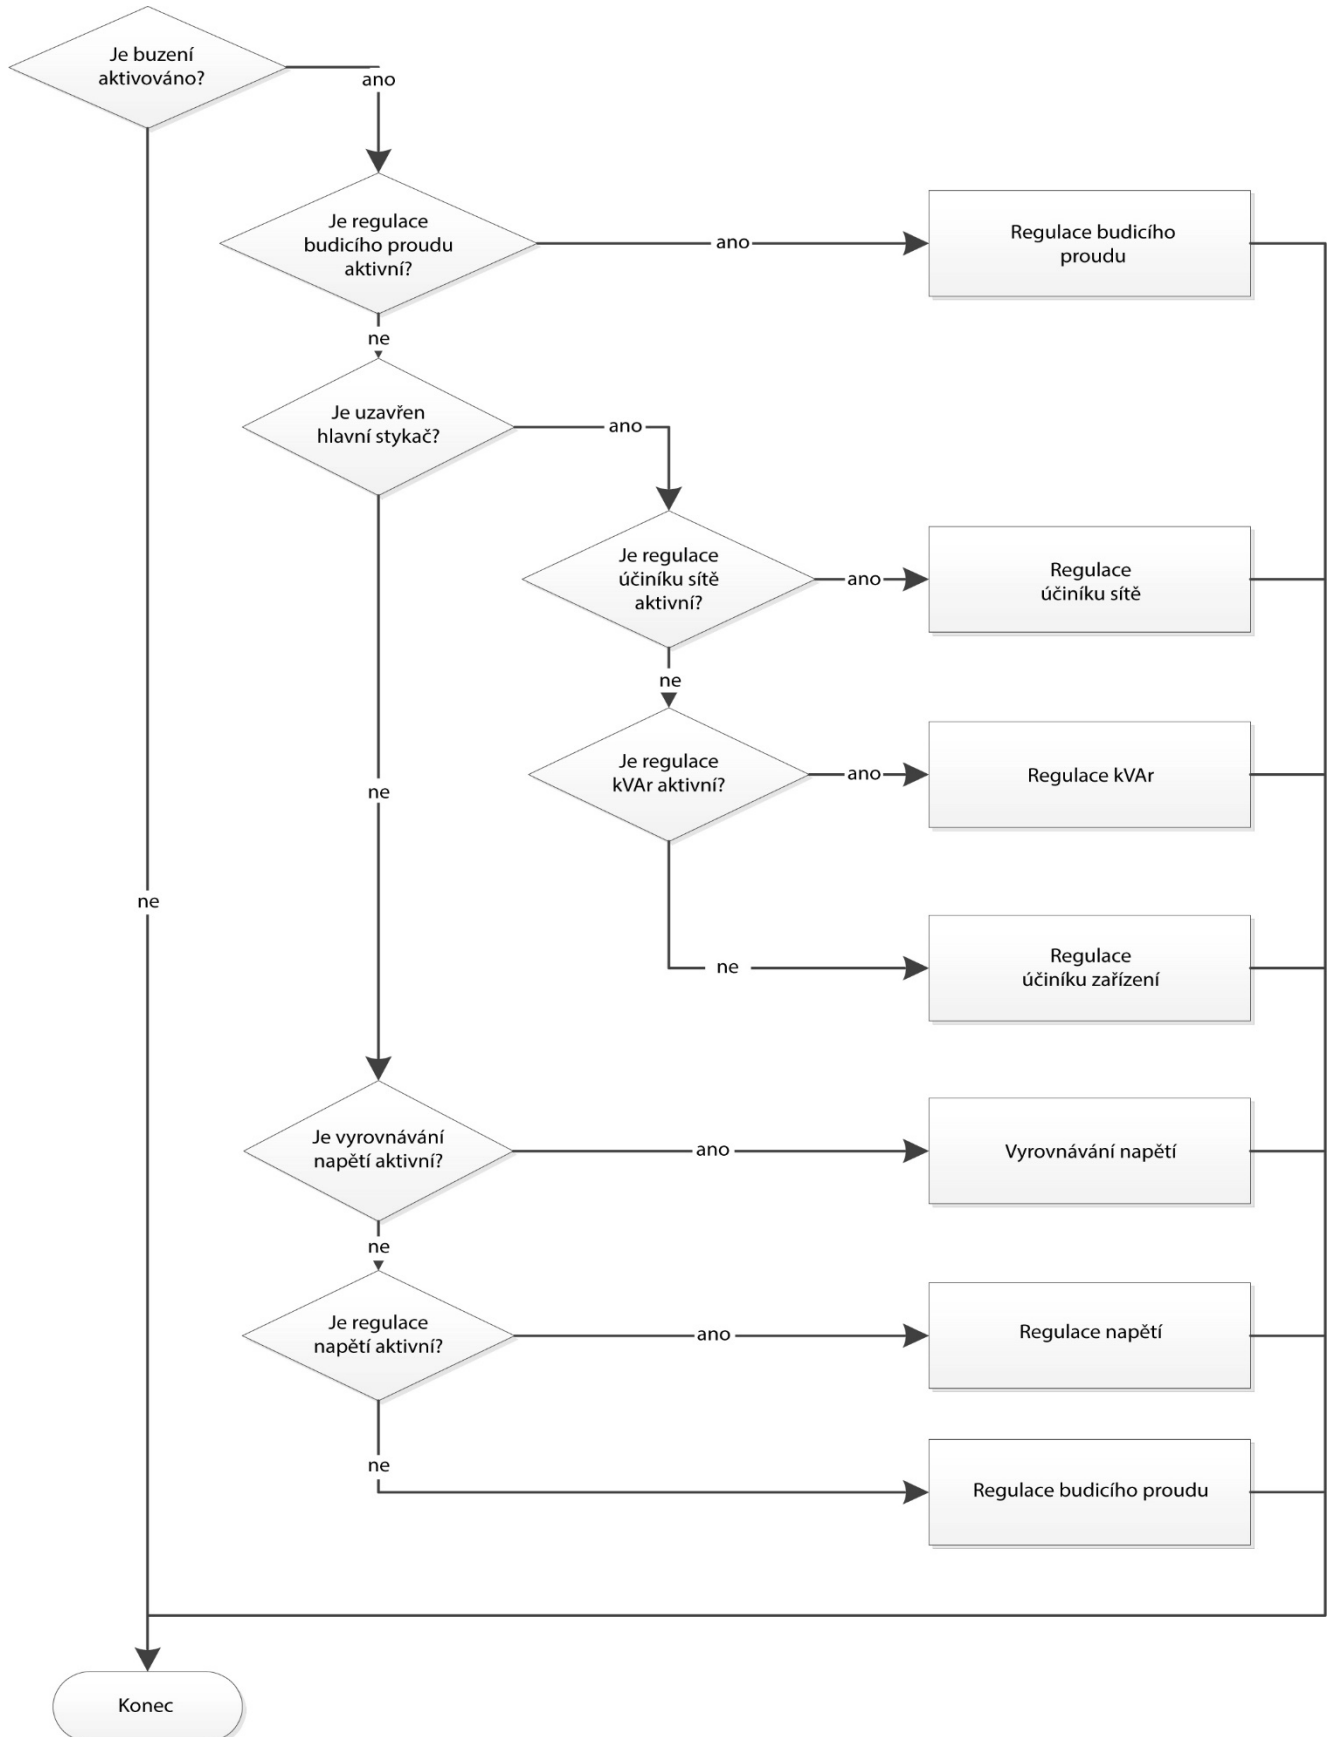 Je buzení
aktivováno?
ano
Je regulace
budicího proudu
aktivní?
ano
Regulace budicího
proudu
ne
Je uzavřen
hlavní stykač?
ano
Je regulace
účiníku sítě
aktivní?
ano
Regulace
účiníku sítě
ne
Je regulace
kVAr aktivní?
ano
Regulace kVAr
ne
ne
ne
Regulace
účiníku zařízení
Je vyrovnávání
napětí aktivní?
ano
Vyrovnávání napětí
ne
Je regulace
napětí aktivní?
ano
Regulace napětí
ne
Regulace budicího proudu
Konec